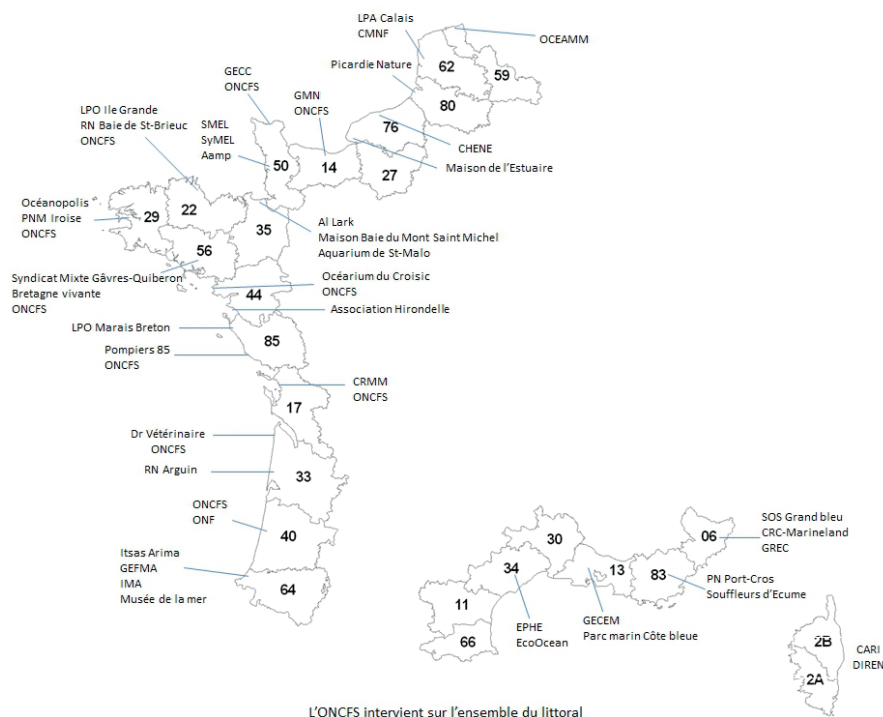 LPA Calais
CMNF
OCEAMM
Picardie Nature
62
59
80
GECC
ONCFS
GMN
ONCFS
LPO Ile Grande
RN Baie de St-Brieuc
ONCFS
SMEL
SyMEL
Aamp
76
CHENE
Maison de l'Estuaire
50
14
27
Océanopolis
PNM Iroise
ONCFS
29
22
35
56
Al Lark
Maison Baie du Mont Saint Michel
Aquarium de St-Malo
Syndicat Mixte Gâvres-Quiberon
Bretagne vivante
ONCFS
Océarium du Croisic
ONCFS
44
Association Hirondelle
LPO Marais Breton
85
Pompiers 85
ONCFS
CRMM
ONCFS
17
Dr Vétérinaire
ONCFS
RN Arguin
33
ONCFS
ONF
40
Itsas Arima
GEFMA
IMA
Musée de la mer
64
30
06
SOS Grand bleu
CRC-Marineland
GREC
34
13
83
PN Port-Cros
Souffleurs d'Ecume
11
66
EPHE
EcoOcean
GECEM
Parc marin Côte bleue
2B
2A
CARI
DIREN
L'ONCFS intervient sur l'ensemble du littoral